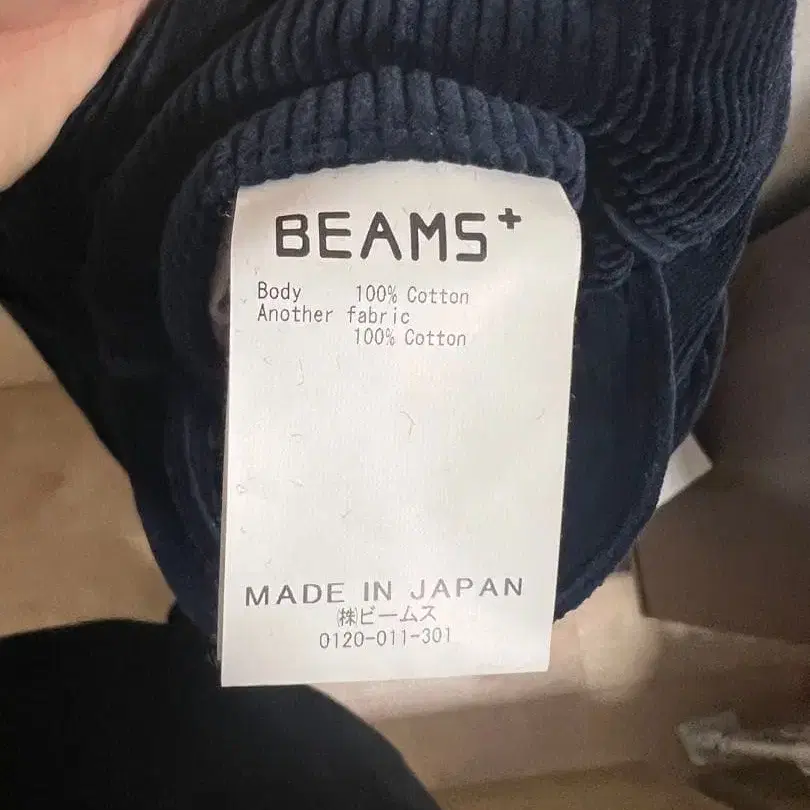 BEAMS+
Body 100% Cotton
Another fabric
100% Cotton
MADE IN JAPAN
㈱ビームス
0120-011-301